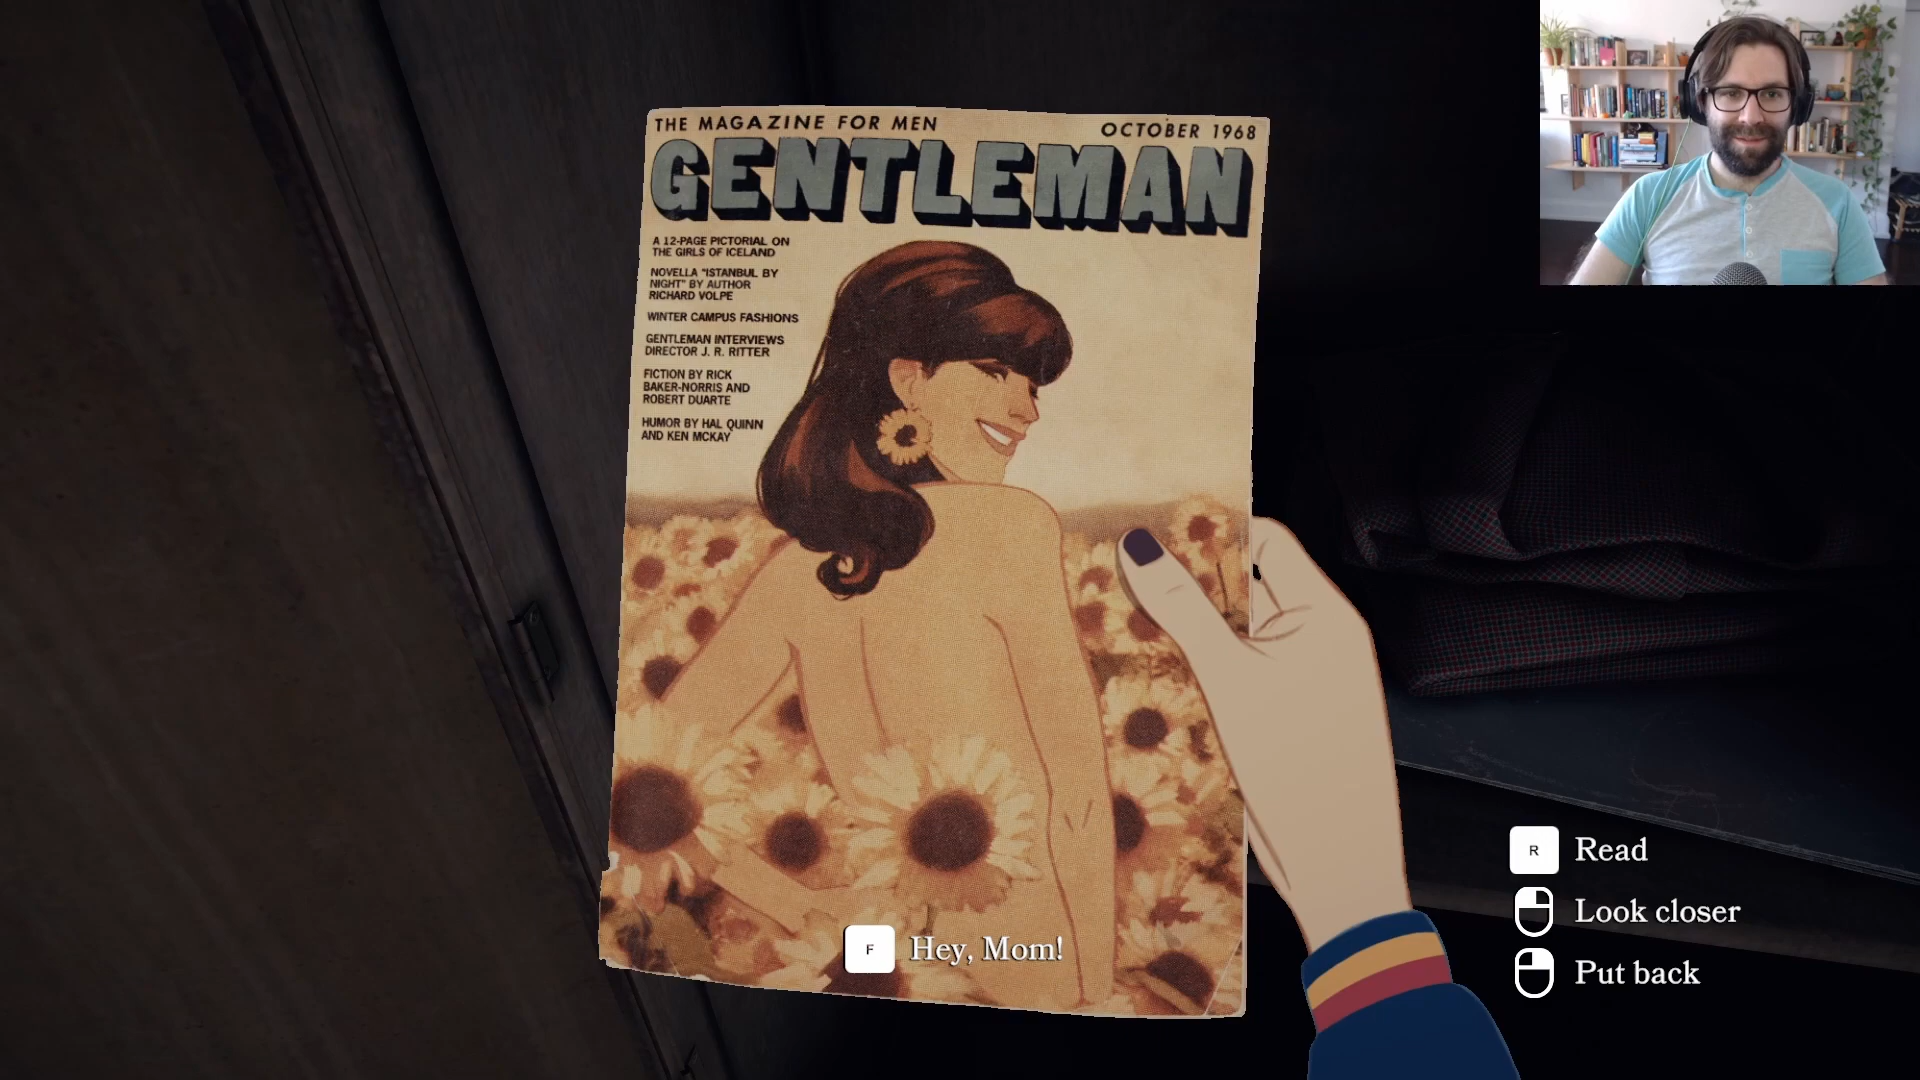 THE MAGAZINE FOR MEN
OCTOBER 1968
GENTLEMAN
A 12-PAGE PICTORIAL ON
THE GIRLS OF ICELAND
NOVELLA "ISTANBUL BY
NIGHT" BY AUTHOR
RICHARD VOLPE
WINTER CAMPUS FASHIONS
GENTLEMAN INTERVIEWS
DIRECTOR J. R. RITTER
FICTION BY RICK
BAKER-NORRIS AND
ROBERT DUARTE
HUMOR BY HAL QUINN
AND KEN MCKAY
F Hey, Mom!
R Read
Look closer
Put back